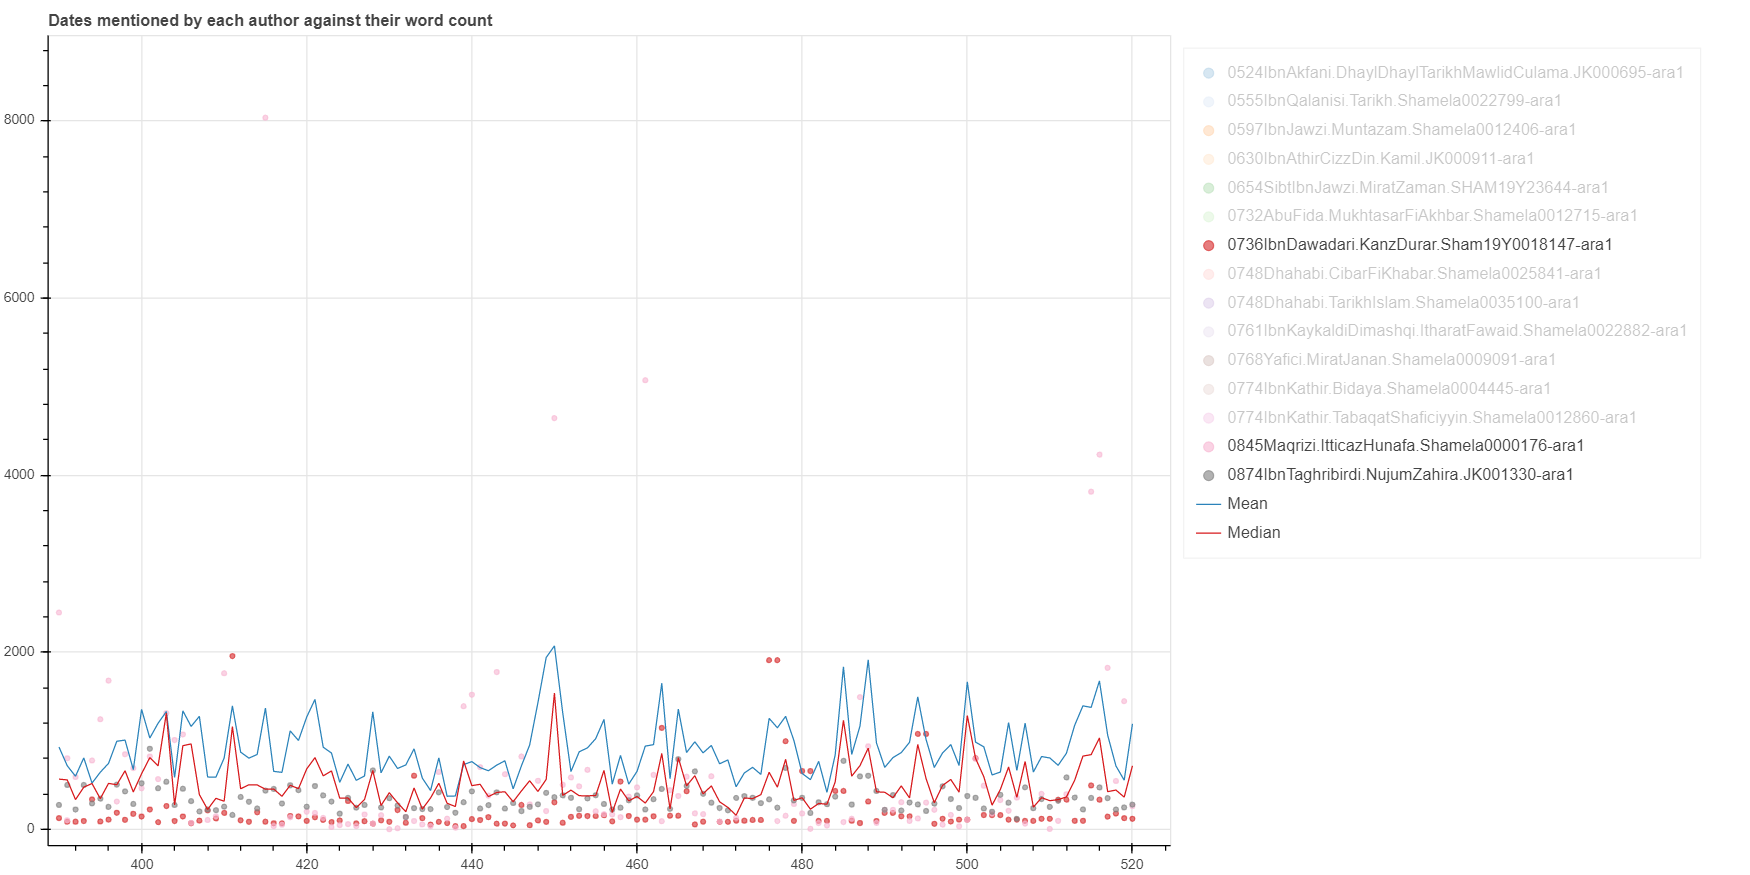 Dates mentioned by each author against their word count
8000
6000
4000
2000
0
400
420
440
460
480
500
520
0524IbnAkfani.DhaylDhaylTarikhMawlidCulama.JK000695-ara1
0555IbnQalanisi.Tarikh.Shamela0022799-ara1
0597IbnJawzi.Muntazam.Shamela0012406-ara1
0630IbnAthirCizzDin.Kamil.JK000911-ara1
0654SibtIbnJawzi.MiratZaman.SHAM19Y23644-ara1
0732AbuFida.MukhtasarFiAkhbar.Shamela0012715-ara1
0736IbnDawadari.KanzDurar.Sham19Y0018147-ara1
0748Dhahabi.CibarFiKhabar.Shamela0025841-ara1
0748Dhahabi.TarikhIslam.Shamela0035100-ara1
0761IbnKaykaldiDimashqi.ItharatFawaid.Shamela0022882-ara1
0768Yafici.MiratJanan.Shamela0009091-ara1
0774IbnKathir.Bidaya.Shamela0004445-ara1
0774IbnKathir.TabaqatShaficiyyin.Shamela0012860-ara1
0845Maqrizi.IttiCazHunafa.Shamela0000176-ara1
0874IbnTaghribirdi.NujumZahira.JK001330-ara1
Mean
Median